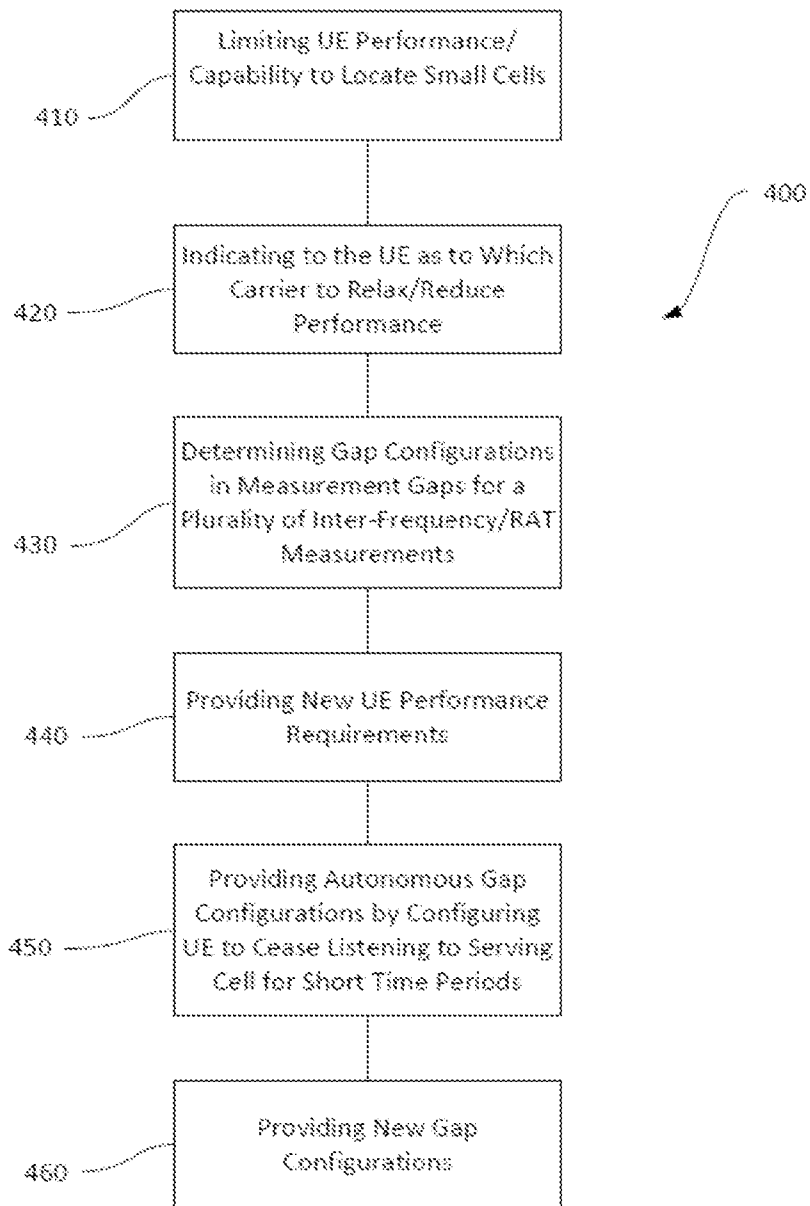 Limiting UE Performance/
Capability to Locate Small Cells
410
400
Indicating to the UE as to Which
Carrier to Relax/Reduce
Performance
420
Determining Gap Configurations
in Measurement Gaps for a
Plurality of Inter-Frequency/RAT
Measurements
430
Providing New UE Performance
Requirements
440
Providing Autonomous Gap
Configurations by Configuring
UE to Cease Listening to Serving
Cell for Short Time Periods
450
Providing New Gap
Configurations
460